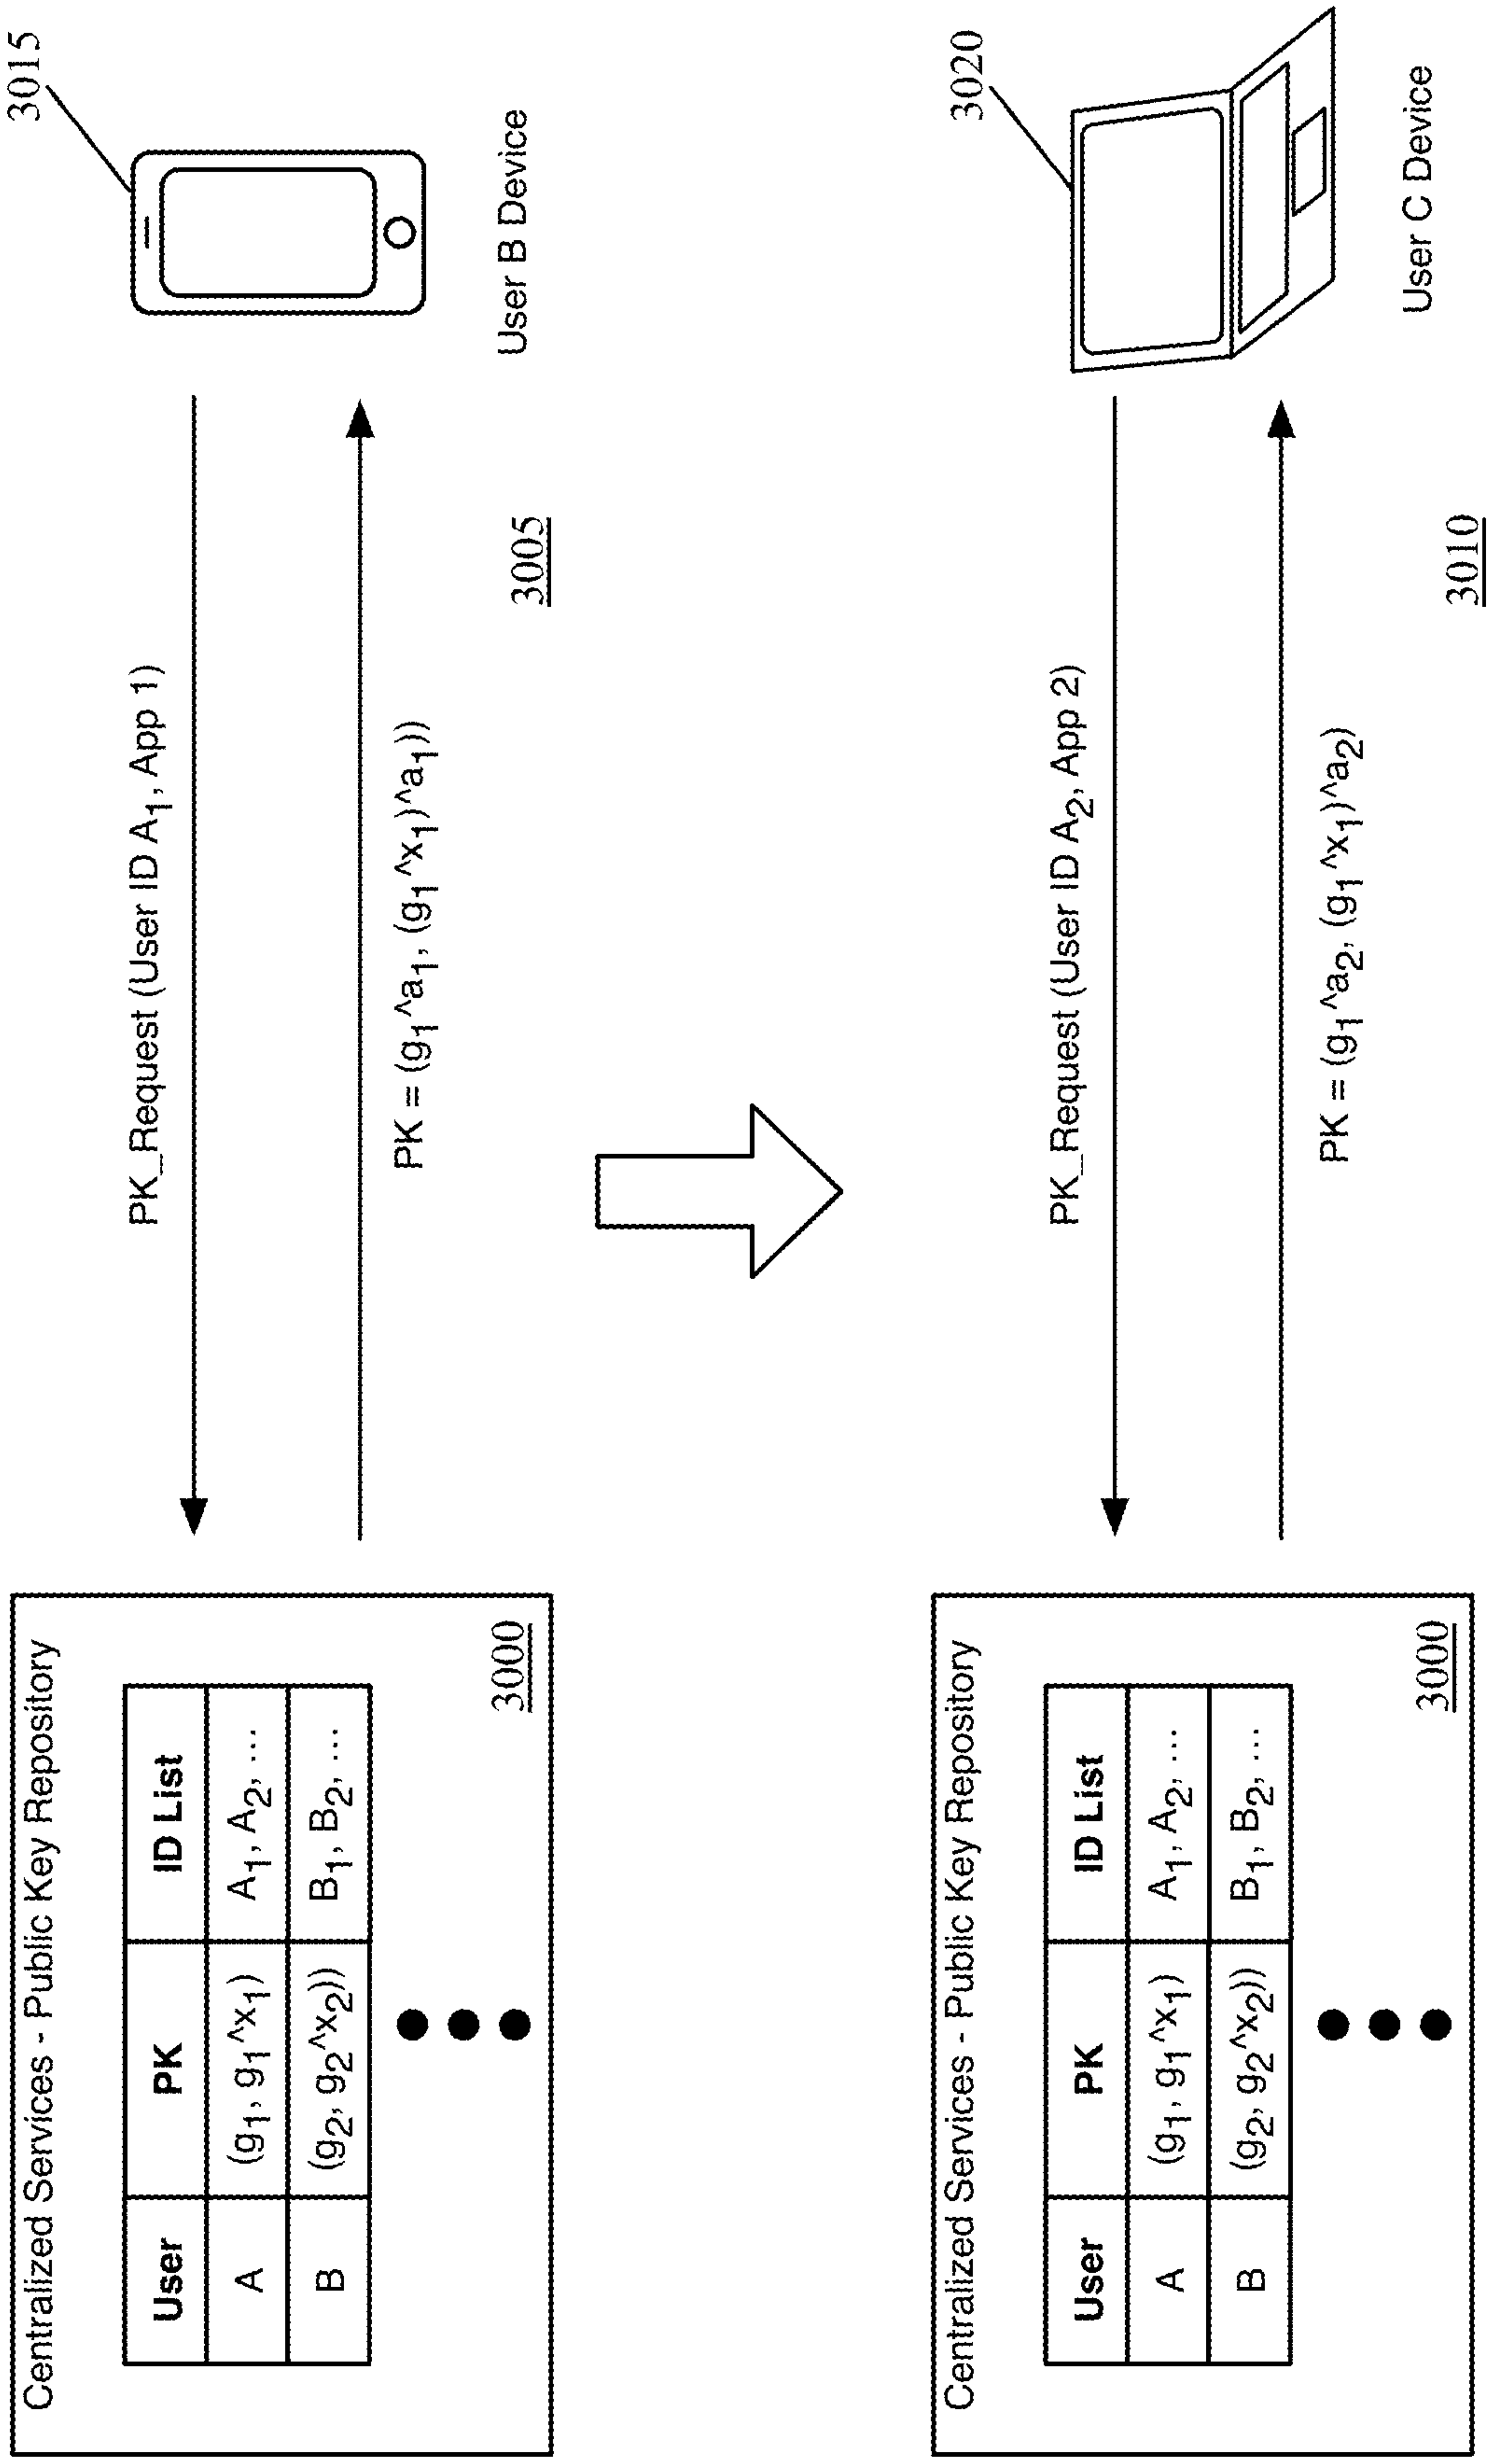 Centralized Services - Public Key Repository
User PK ID List
A (g₁, g₁^x₁) A₁, A₂, ...
B (g₂, g₂^x₂)) B₁, B₂, ...
3000
PK_Request (User ID A₁, App 1)
PK = (g₁^a₁, (g₁^x₁)^a₁))
3005
3015
User B Device
Centralized Services - Public Key Repository
User PK ID List
A (g₁, g₁^x₁) A₁, A₂, ...
B (g₂, g₂^x₂)) B₁, B₂, ...
3000
PK_Request (User ID A₂, App 2)
PK = (g₁^a₂, (g₁^x₁)^a₂)
3010
3020
User C Device